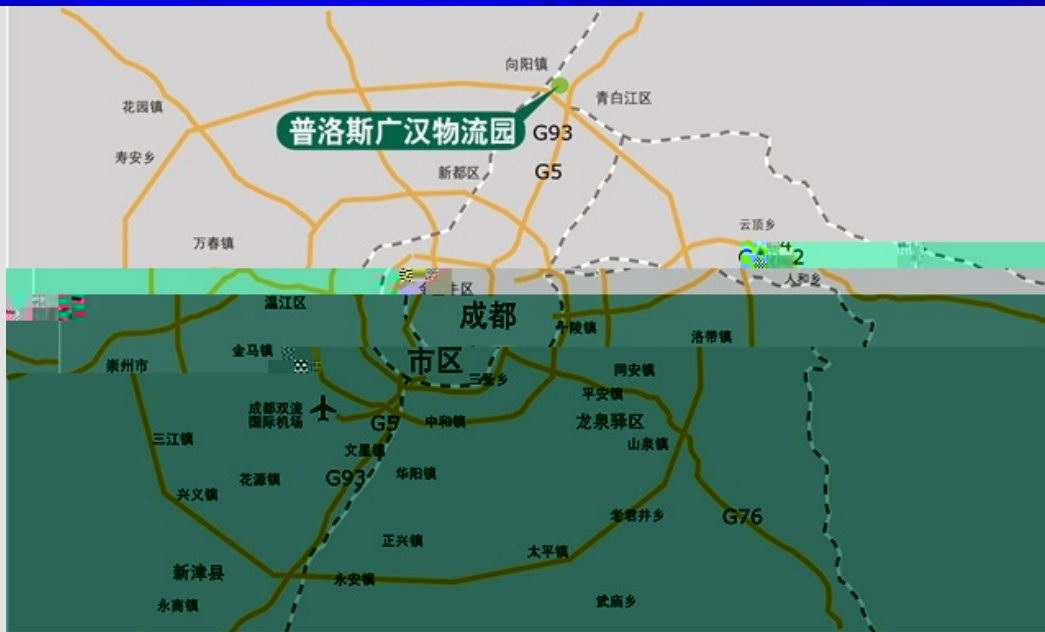 向阳镇
青白江区
花园镇
普洛斯广汉物流园
G93
寿安乡
新都区
G5
云顶乡
万春镇
人和乡
温江区
成都
十陵镇
洛带镇
金马镇
市区
崇州市
三圣乡
同安镇
平安镇
成都双流
国际机场
G5
中和镇
龙泉驿区
三江镇
文星镇
山泉镇
花源镇
G93
华阳镇
兴义镇
老君井乡
G76
正兴镇
太平镇
新津县
永安镇
永商镇
武庙乡